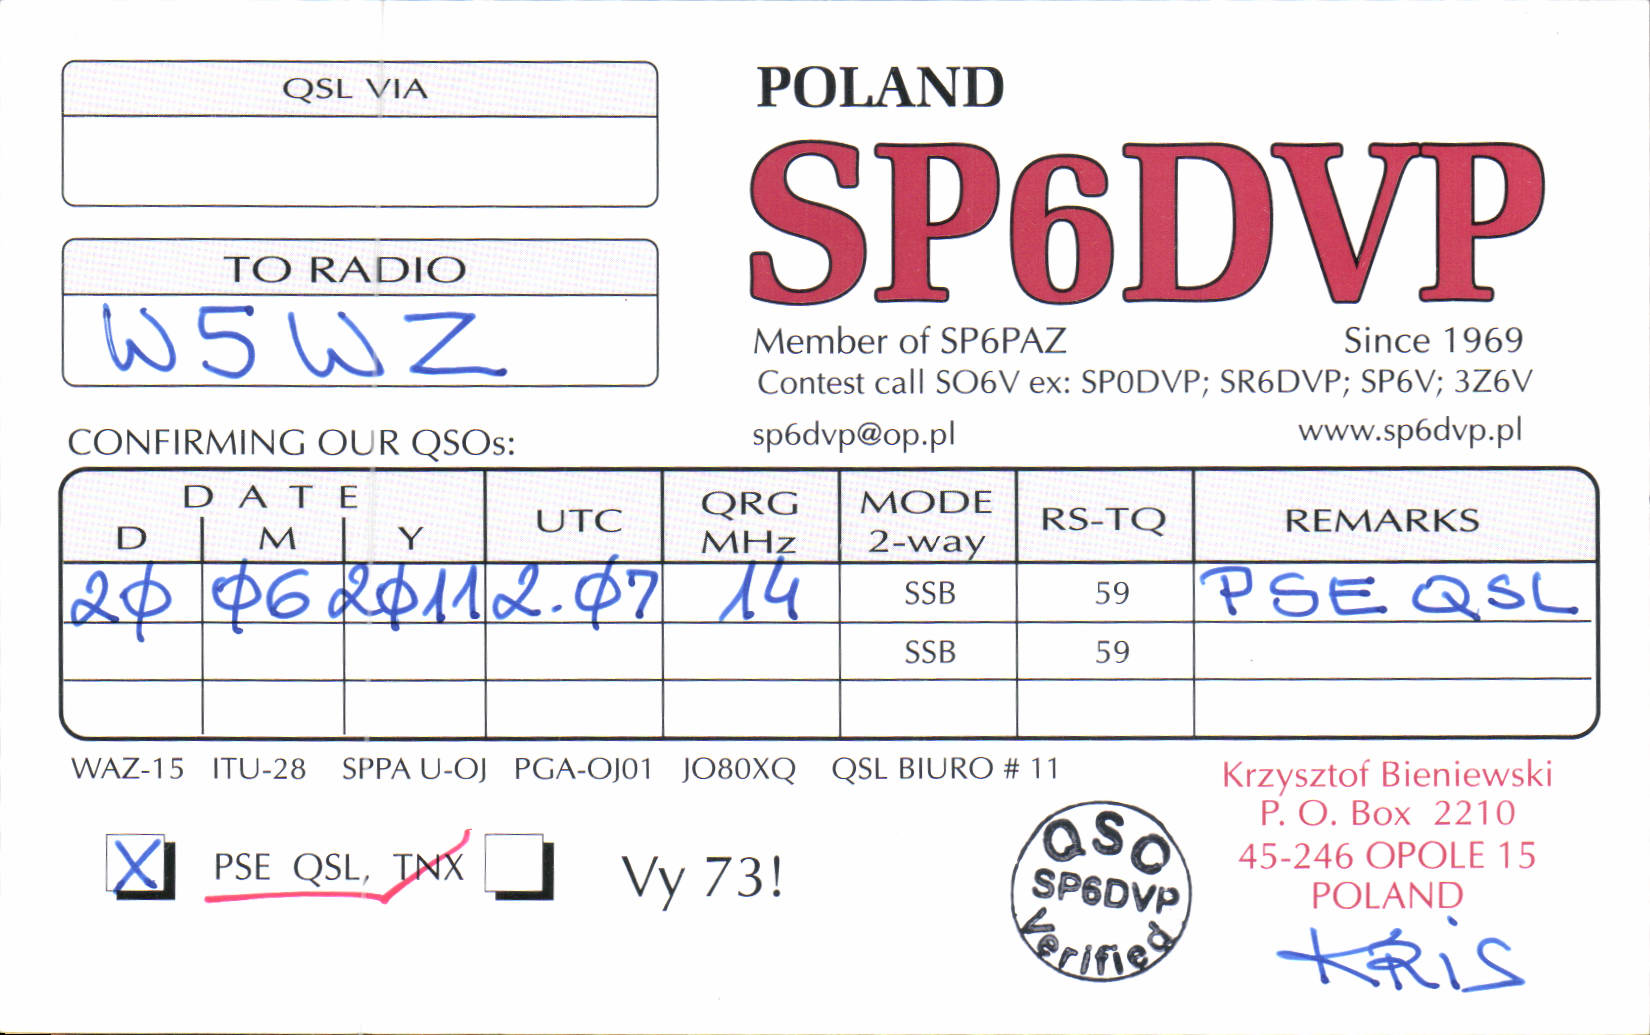 QSL VIA
TO RADIO
W5WZ
POLAND
SP6DVP
Member of SP6PAZ Since 1969
Contest call SO6V ex: SP0DVP; SR6DVP; SP6V; 3Z6V
sp6dvp@op.pl www.sp6dvp.pl
CONFIRMING OUR QSOs:
DATE
D M Y UTC QRG MHz MODE 2-way RS-TQ REMARKS
2Ø Ø6 2Ø11 2.Ø7 14 SSB 59 PSE QSL
SSB 59
WAZ-15 ITU-28 SPPA U-OJ PGA-OJ01 JO80XQ QSL BIURO # 11
X PSE QSL, TNX Vy 73!
QSO
SP6DVP
Verified
Krzysztof Bieniewski
P. O. Box 2210
45-246 OPOLE 15
POLAND
KRiS